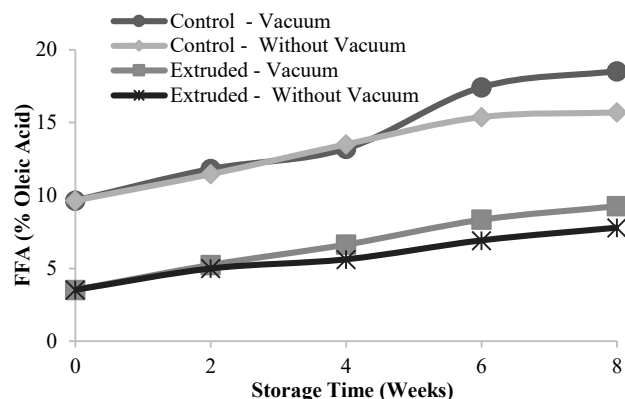 Control - Vacuum
Control - Without Vacuum
Extruded - Vacuum
Extruded - Without Vacuum
20
15
10
5
0
FFA (% Oleic Acid)
0 2 4 6 8
Storage Time (Weeks)